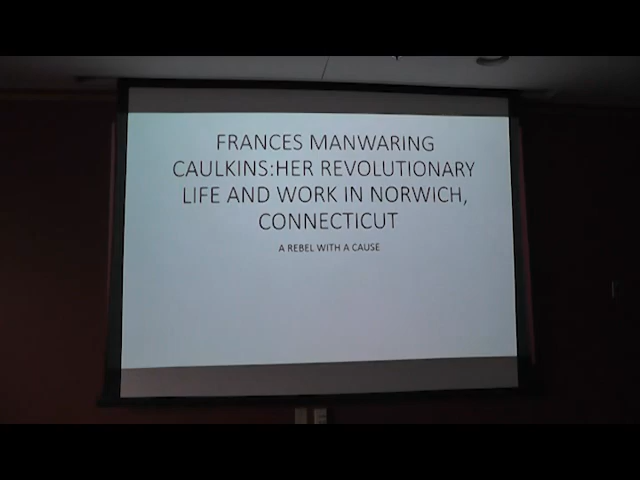 FRANCES MANWARING
CAULKINS:HER REVOLUTIONARY
LIFE AND WORK IN NORWICH,
CONNECTICUT
A REBEL WITH A CAUSE